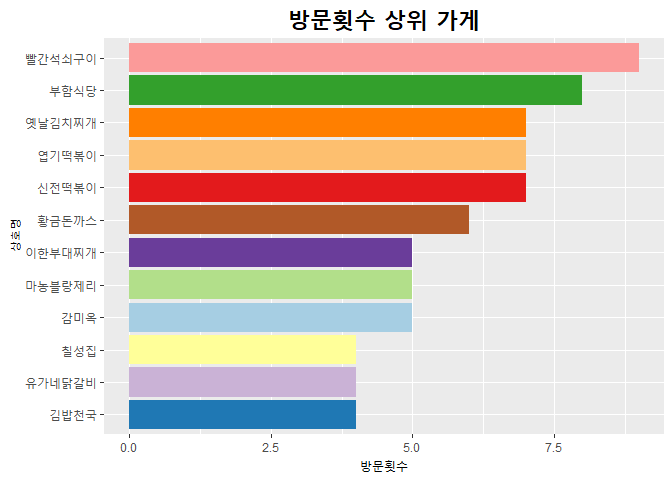 방문횟수 상위 가게
빨간석쇠구이
부함식당
옛날김치찌개
엽기떡볶이
신전떡볶이
황금돈까스
이한부대찌개
마농블랑제리
감미옥
칠성집
유가네닭갈비
김밥천국
상호명
0.0 2.5 5.0 7.5
방문횟수